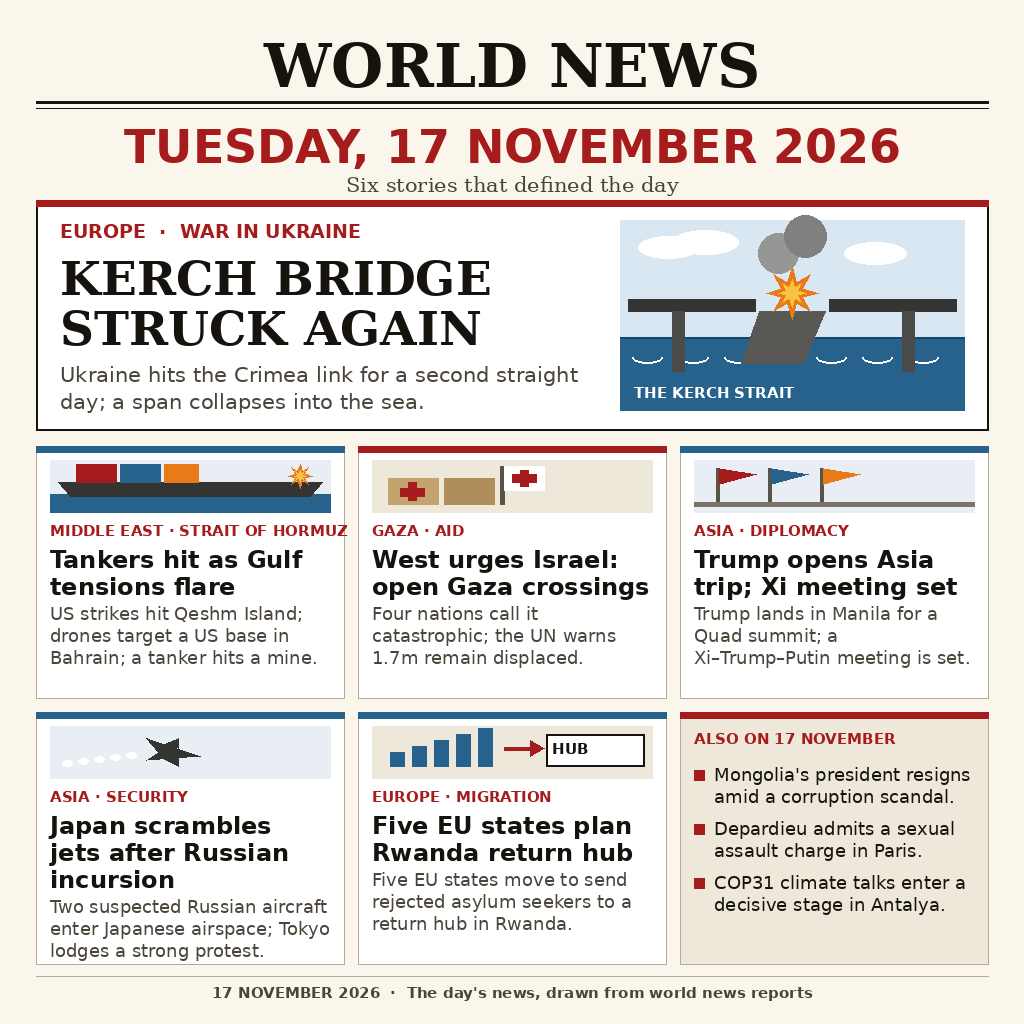 WORLD NEWS
TUESDAY, 17 NOVEMBER 2026
Six stories that defined the day
EUROPE · WAR IN UKRAINE
KERCH BRIDGE
STRUCK AGAIN
Ukraine hits the Crimea link for a second straight
day; a span collapses into the sea.
THE KERCH STRAIT
MIDDLE EAST · STRAIT OF HORMUZ
Tankers hit as Gulf
tensions flare
US strikes hit Qeshm Island;
drones target a US base in
Bahrain; a tanker hits a mine.
GAZA · AID
West urges Israel:
open Gaza crossings
Four nations call it
catastrophic; the UN warns
1.7m remain displaced.
ASIA · DIPLOMACY
Trump opens Asia
trip; Xi meeting set
Trump lands in Manila for a
Quad summit; a
Xi–Trump–Putin meeting is set.
ASIA · SECURITY
Japan scrambles
jets after Russian
incursion
Two suspected Russian aircraft
enter Japanese airspace; Tokyo
lodges a strong protest.
HUB
EUROPE · MIGRATION
Five EU states plan
Rwanda return hub
Five EU states move to send
rejected asylum seekers to a
return hub in Rwanda.
ALSO ON 17 NOVEMBER
Mongolia's president resigns
amid a corruption scandal.
Depardieu admits a sexual
assault charge in Paris.
COP31 climate talks enter a
decisive stage in Antalya.
17 NOVEMBER 2026 · The day's news, drawn from world news reports